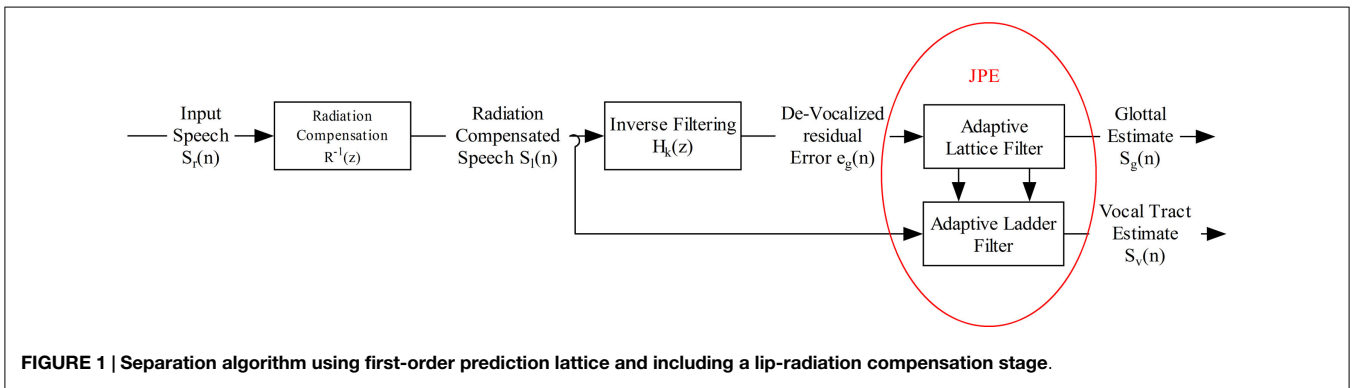 JPE
Input
Speech
Sr(n)
Radiation
Compensation
R⁻¹(z)
Radiation
Compensated
Speech Sl(n)
Inverse Filtering
Hk(z)
De-Vocalized
residual
Error eg(n)
Adaptive
Lattice Filter
Glottal
Estimate
Sg(n)
Adaptive Ladder
Filter
Vocal Tract
Estimate
Sv(n)
FIGURE 1 | Separation algorithm using first-order prediction lattice and including a lip-radiation compensation stage.